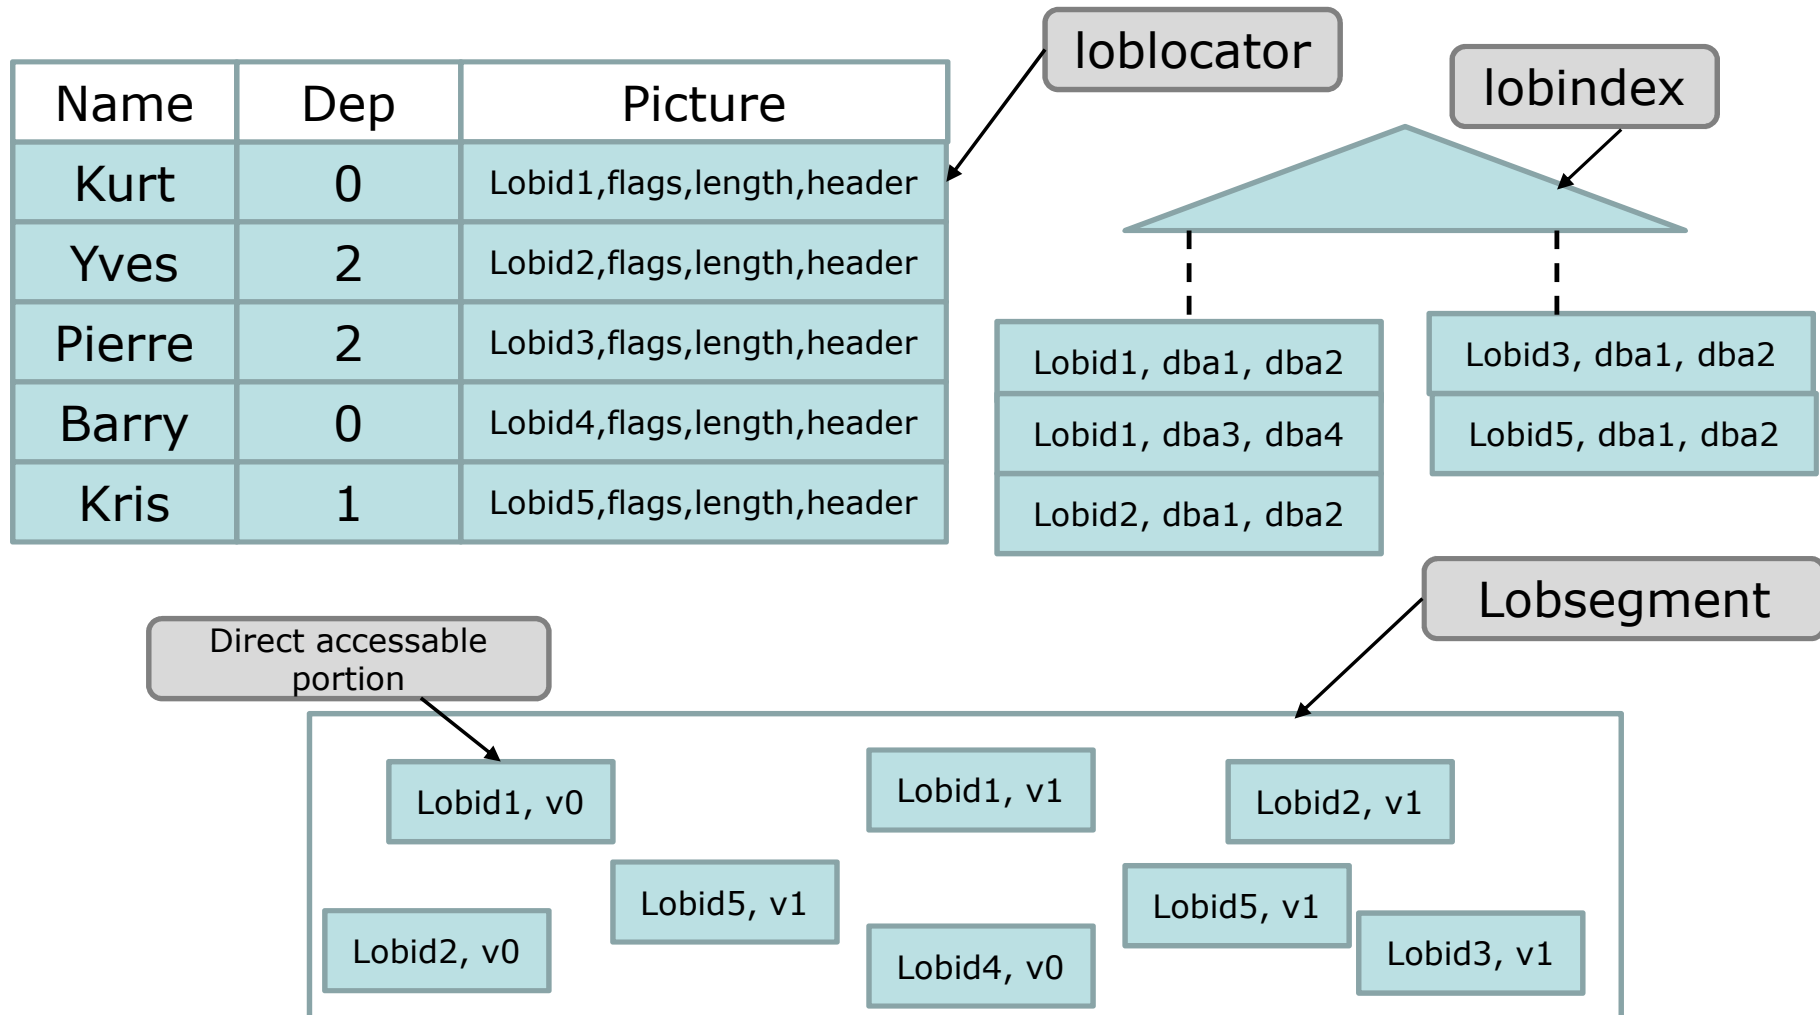 loblocator
lobindex
Name Dep Picture
Kurt 0 Lobid1,flags,length,header
Yves 2 Lobid2,flags,length,header
Pierre 2 Lobid3,flags,length,header
Barry 0 Lobid4,flags,length,header
Kris 1 Lobid5,flags,length,header
Lobid1, dba1, dba2
Lobid1, dba3, dba4
Lobid2, dba1, dba2
Lobid3, dba1, dba2
Lobid5, dba1, dba2
Lobsegment
Direct accessable
portion
Lobid1, v0
Lobid1, v1
Lobid2, v1
Lobid5, v1
Lobid5, v1
Lobid2, v0
Lobid4, v0
Lobid3, v1